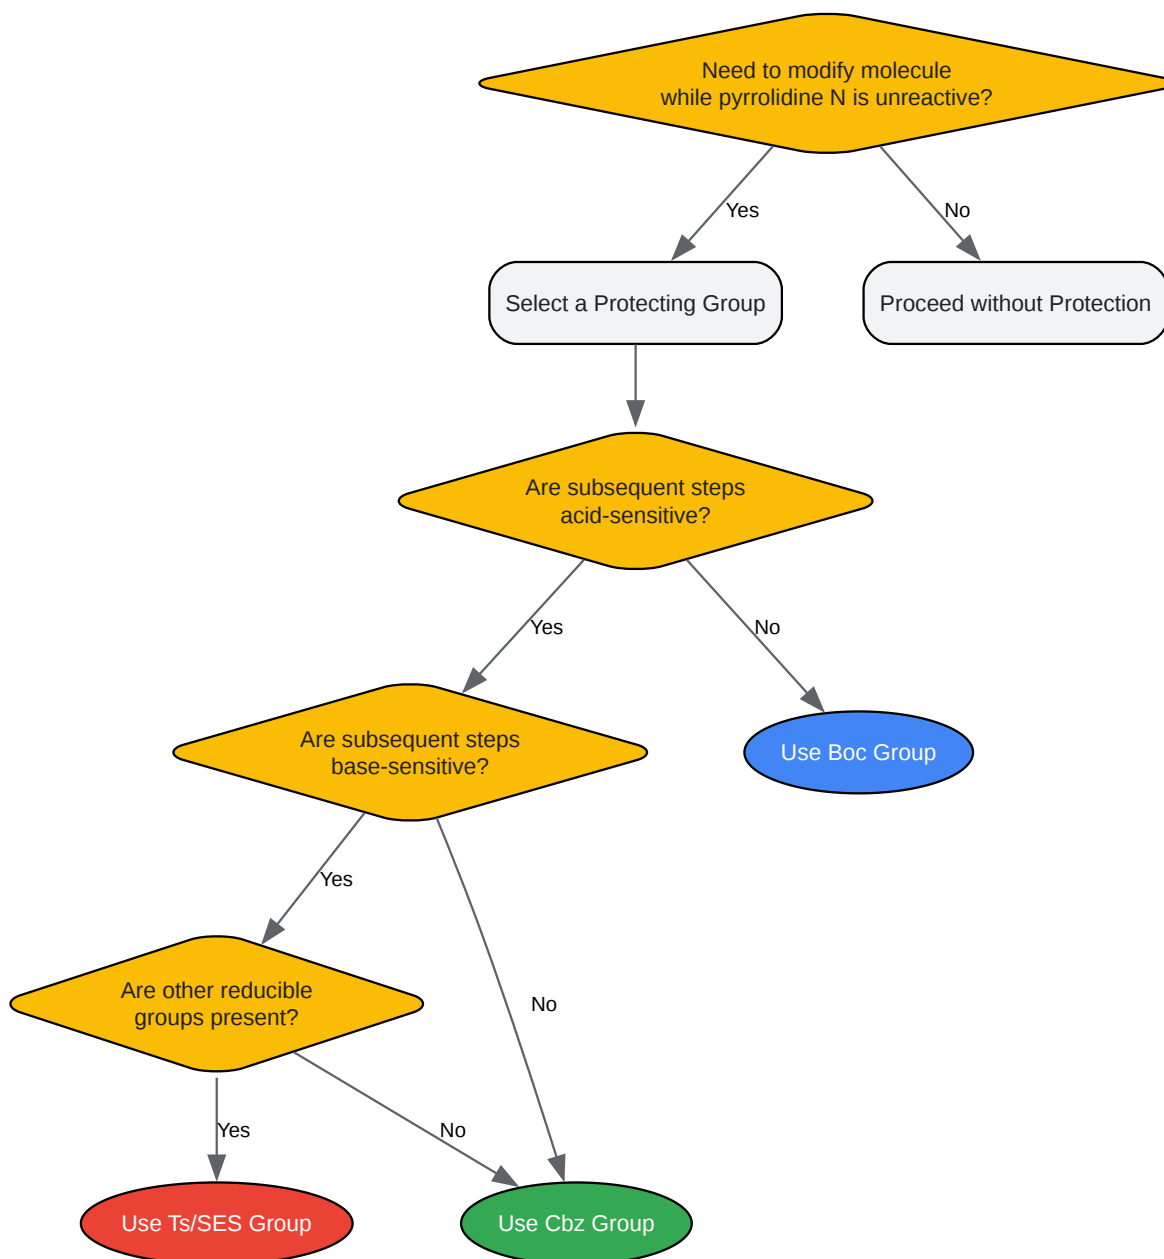 Need to modify molecule
while pyrrolidine N is unreactive?
Yes
No
Select a Protecting Group
Proceed without Protection
Are subsequent steps
acid-sensitive?
Yes
No
Are subsequent steps
base-sensitive?
Use Boc Group
Yes
No
Are other reducible
groups present?
Yes
No
Use Ts/SES Group
Use Cbz Group